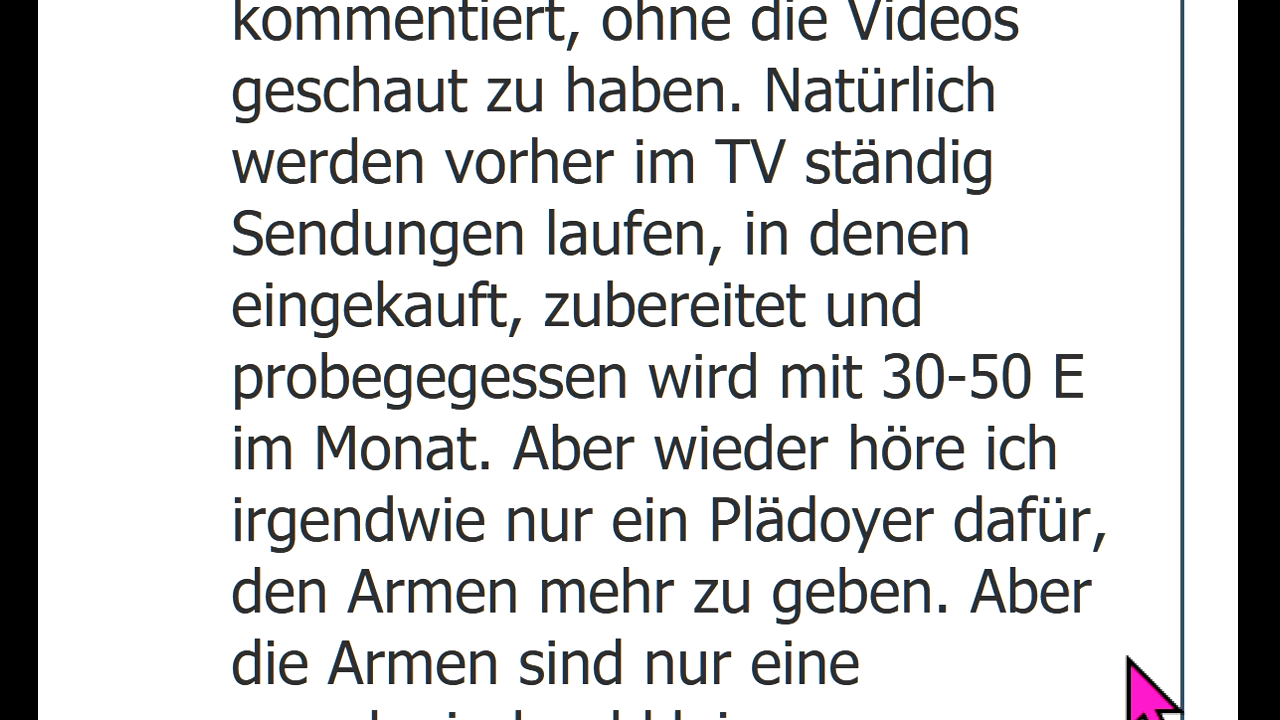 kommentiert, ohne die Videos
geschaut zu haben. Natürlich
werden vorher im TV ständig
Sendungen laufen, in denen
eingekauft, zubereitet und
probegegessen wird mit 30-50 E
im Monat. Aber wieder höre ich
irgendwie nur ein Plädoyer dafür,
den Armen mehr zu geben. Aber
die Armen sind nur eine